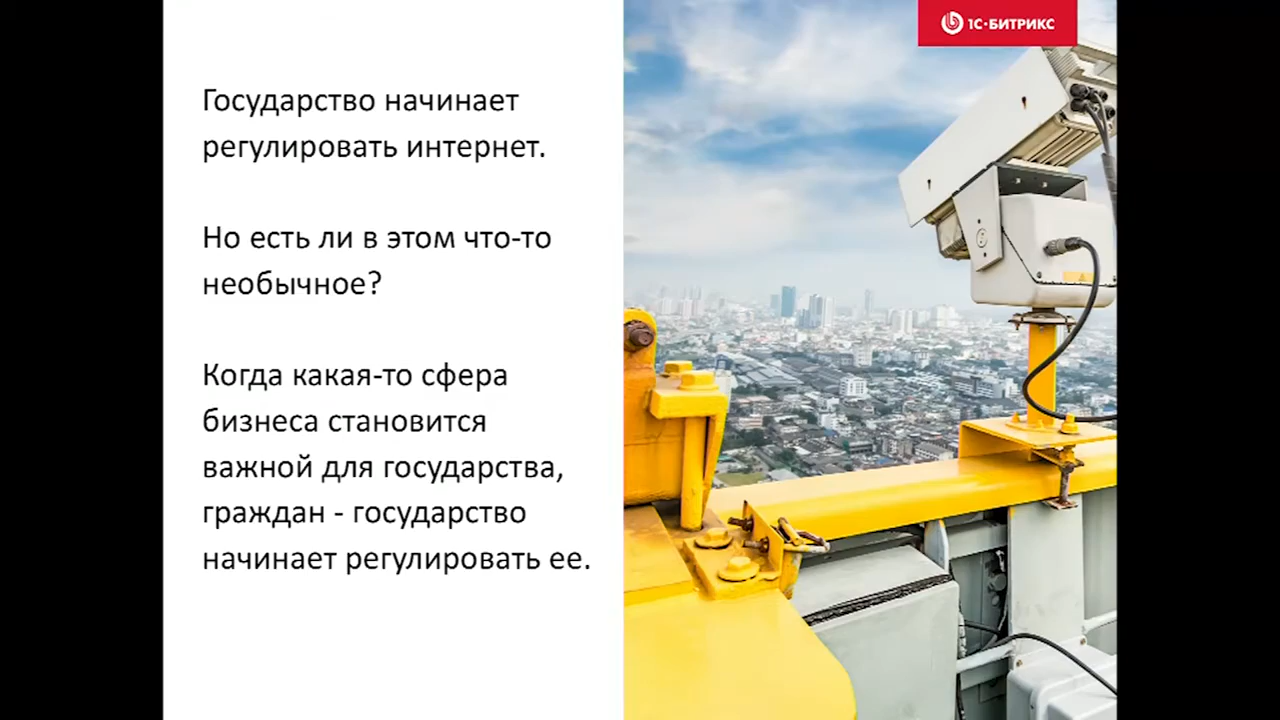 1С·БИТРИКС
Государство начинает
регулировать интернет.
Но есть ли в этом что-то
необычное?
Когда какая-то сфера
бизнеса становится
важной для государства,
граждан - государство
начинает регулировать ее.